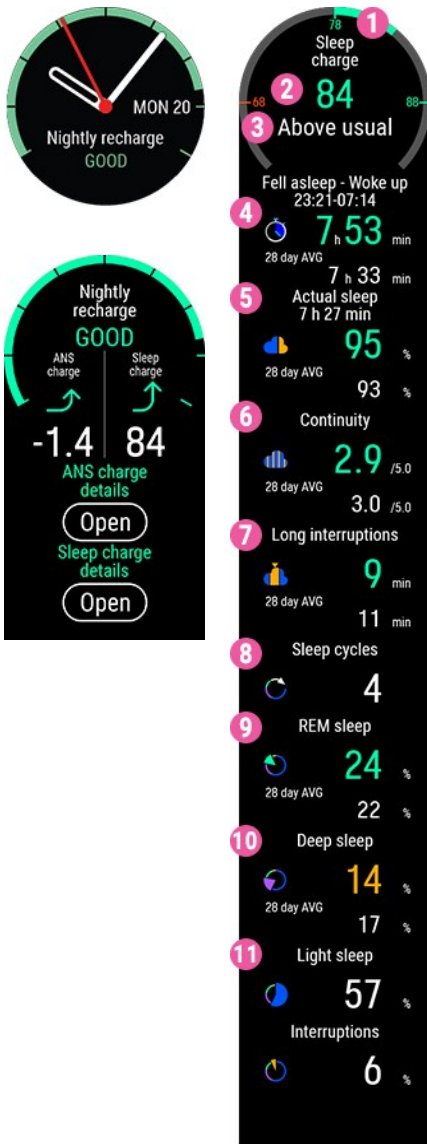 MON 20
Nightly recharge
GOOD
Nightly
recharge
GOOD
ANS
charge
Sleep
charge
-1.4
84
ANS charge
details
Open
Sleep charge
details
Open
1
78
Sleep
charge
2
84
68
88
3
Above usual
Fell asleep - Woke up
23:21-07:14
4
7 h 53 min
28 day AVG
7 h 33 min
5
Actual sleep
7 h 27 min
95 %
28 day AVG
93 %
6
Continuity
2.9 /5.0
28 day AVG
3.0 /5.0
7
Long interruptions
9 min
28 day AVG
11 min
8
Sleep cycles
4
9
REM sleep
24 %
28 day AVG
22 %
10
Deep sleep
14 %
28 day AVG
17 %
11
Light sleep
57 %
Interruptions
6 %